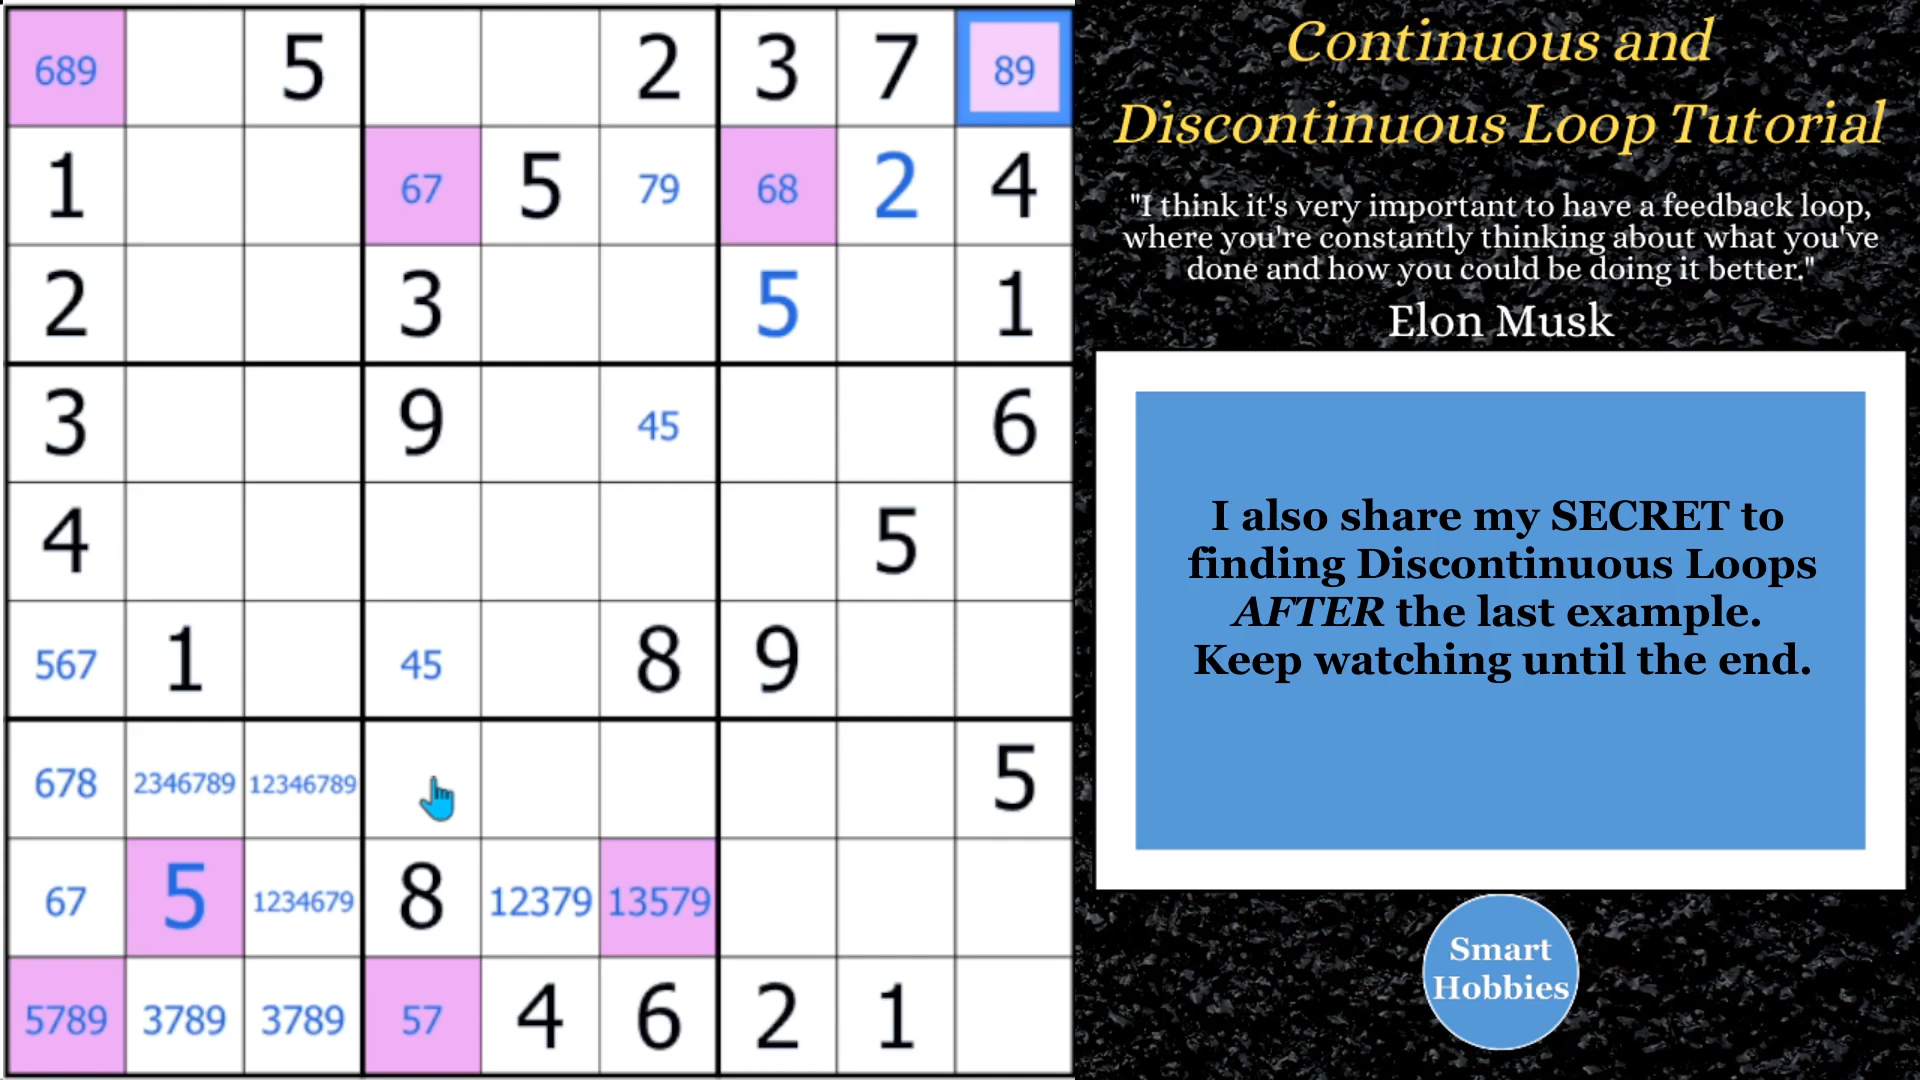 689 5 2 3 7 89
1 67 5 79 68 2 4
2 3 5 1
3 9 45 6
4 5
567 1 45 8 9
678 2346789 12346789 5
67 5 1234679 8 12379 13579
5789 3789 3789 57 4 6 2 1
Continuous and
Discontinuous Loop Tutorial
"I think it's very important to have a feedback loop,
where you're constantly thinking about what you've
done and how you could be doing it better."
Elon Musk
I also share my SECRET to
finding Discontinuous Loops
AFTER the last example.
Keep watching until the end.
Smart
Hobbies